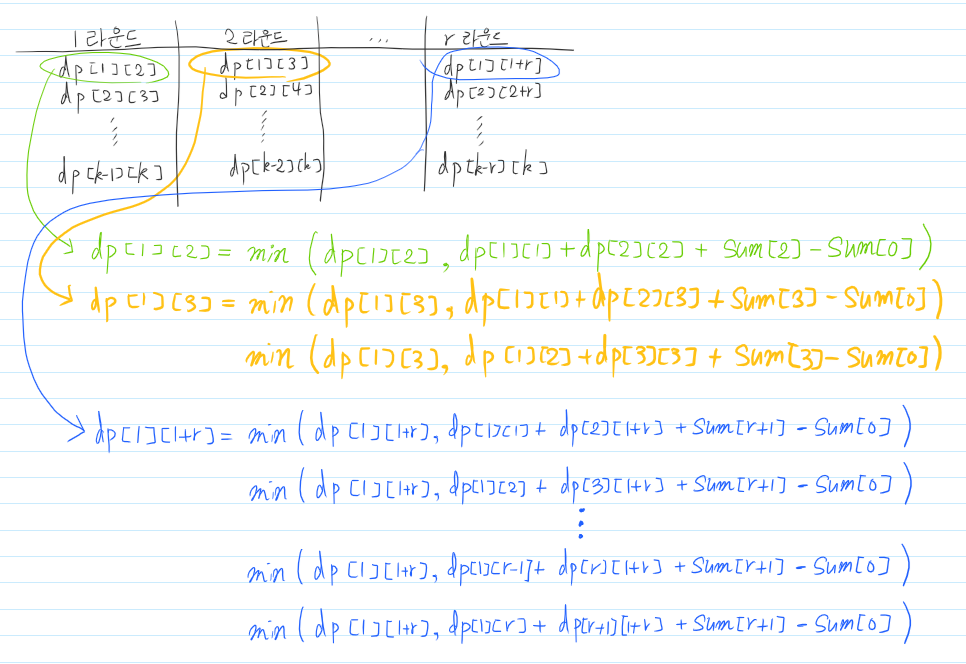 1 라운드 2 라운드 ... r 라운드
dp[1][2] dp[1][3] dp[1][1+r]
dp[2][3] dp[2][4] dp[2][2+r]
⋮ ⋮ ⋮
dp[k-1][k] dp[k-2][k] dp[k-r][k]
dp[1][2] = min (dp[1][2], dp[1][1]+dp[2][2] + Sum[2]-Sum[0])
dp[1][3] = min (dp[1][3], dp[1][1]+dp[2][3] + Sum[3]-Sum[0])
min (dp[1][3], dp[1][2]+dp[3][3] + Sum[3]-Sum[0])
dp[1][1+r] = min (dp[1][1+r], dp[1][1] + dp[2][1+r] + Sum[r+1] - Sum[0])
min (dp[1][1+r], dp[1][2] + dp[3][1+r] + Sum[r+1] - Sum[0])
⋮
min (dp[1][1+r], dp[1][r-1]+ dp[r][1+r] + Sum[r+1] - Sum[0])
min (dp[1][1+r], dp[1][r] + dp[r+1][1+r] + Sum[r+1] - Sum[0])